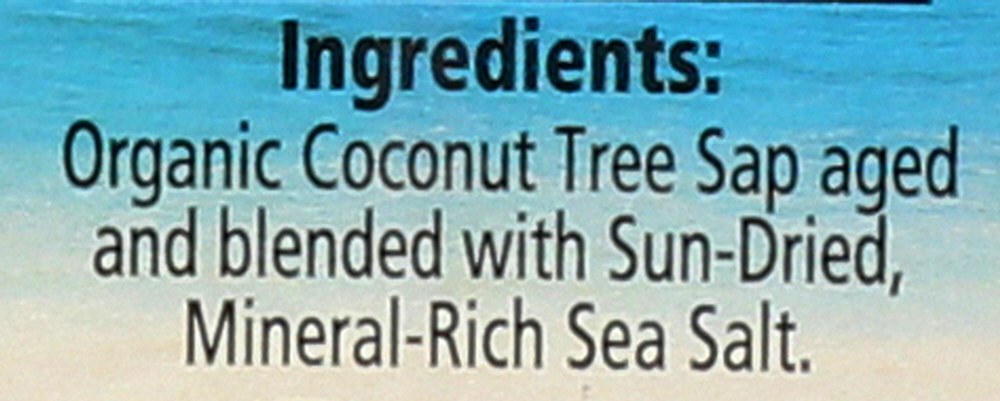 Ingredients:
Organic Coconut Tree Sap aged
and blended with Sun-Dried,
Mineral-Rich Sea Salt.